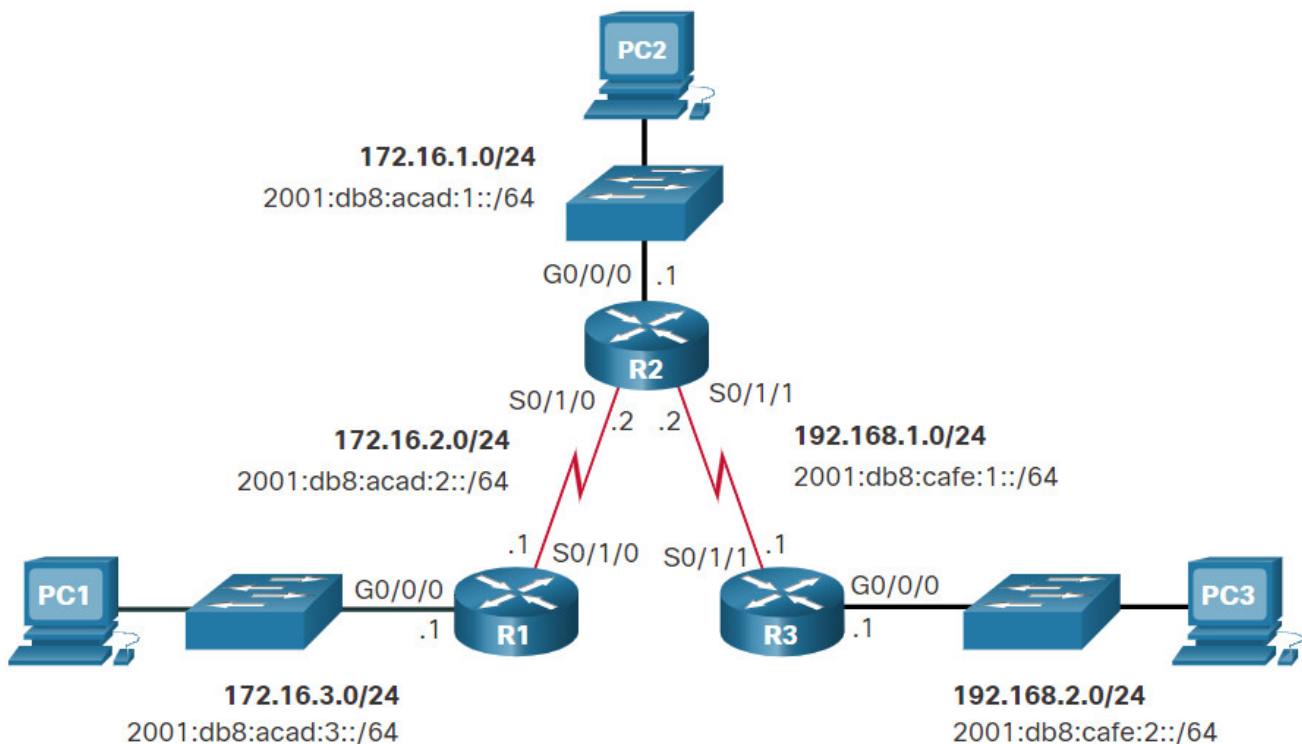 PC2
172.16.1.0/24
2001:db8:acad:1::/64
G0/0/0
.1
R2
S0/1/0
S0/1/1
.2
.2
172.16.2.0/24
2001:db8:acad:2::/64
192.168.1.0/24
2001:db8:cafe:1::/64
.1
S0/1/0
S0/1/1
.1
PC1
G0/0/0
.1
R1
R3
G0/0/0
.1
PC3
172.16.3.0/24
2001:db8:acad:3::/64
192.168.2.0/24
2001:db8:cafe:2::/64